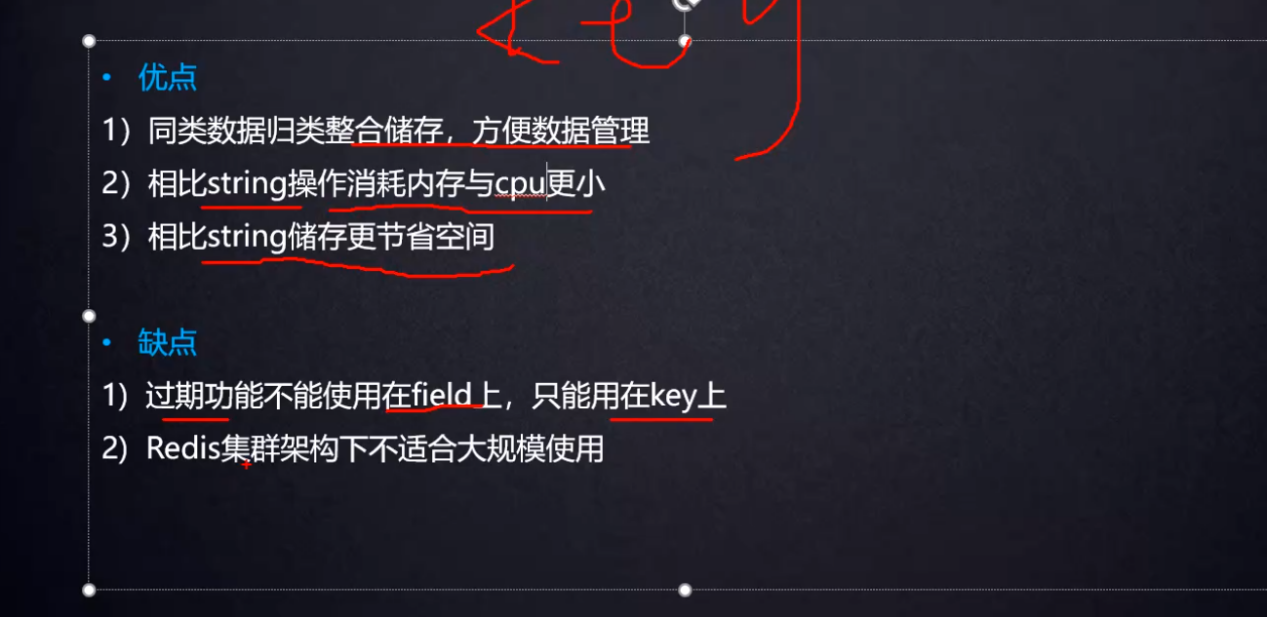 key
• 优点
1）同类数据归类整合储存，方便数据管理
2）相比string操作消耗内存与cpu更小
3）相比string储存更节省空间
• 缺点
1）过期功能不能使用在field上，只能用在key上
2）Redis集群架构下不适合大规模使用